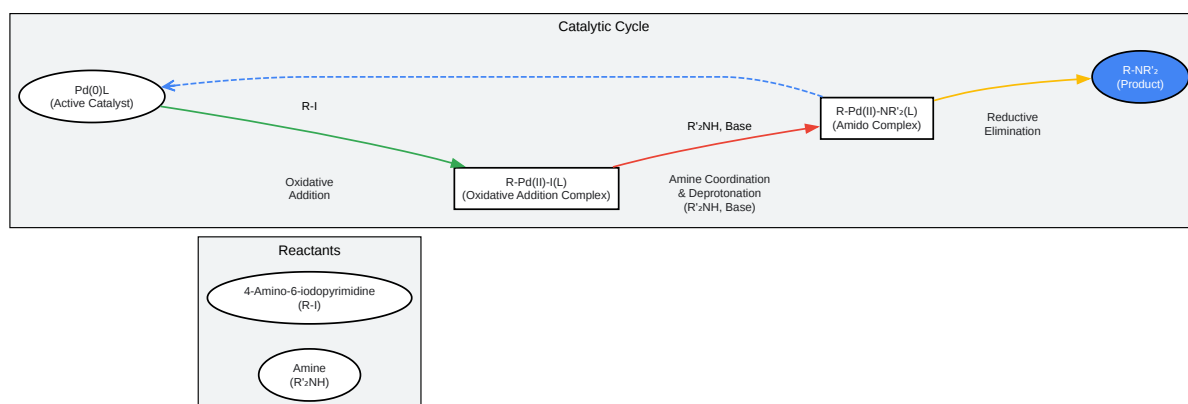 Catalytic Cycle
Pd(0)L
(Active Catalyst)
R-I
Oxidative
Addition
R-Pd(II)-I(L)
(Oxidative Addition Complex)
R'₂NH, Base
Amine Coordination
& Deprotonation
(R'₂NH, Base)
R-Pd(II)-NR'₂(L)
(Amido Complex)
Reductive
Elimination
R-NR'₂
(Product)
Reactants
4-Amino-6-iodopyrimidine
(R-I)
Amine
(R'₂NH)